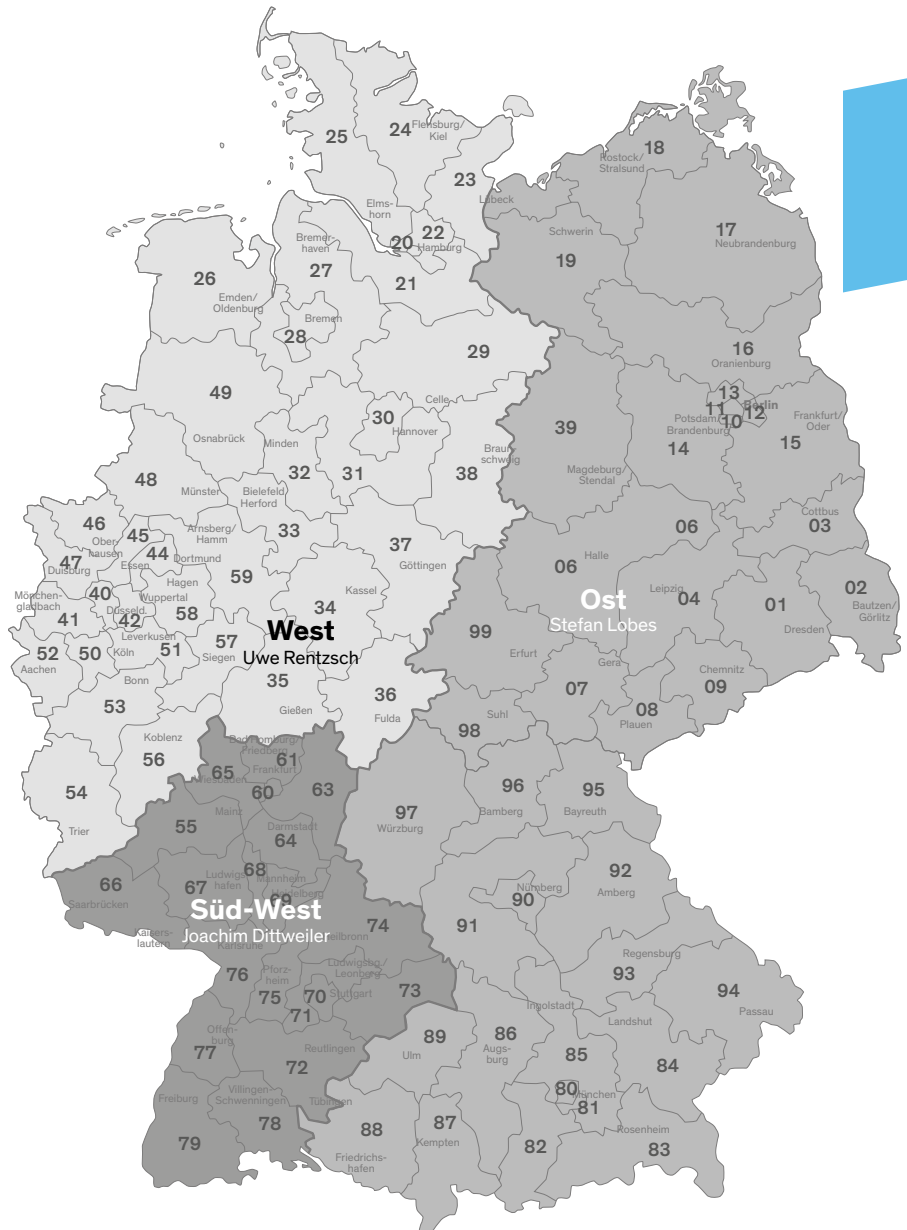 25
24
Flensburg/
Kiel
18
Rostock/
Stralsund
23
Lübeck
Elms-
horn
22
20
Hamburg
17
Neubrandenburg
Schwerin
19
Bremer-
haven
27
26
Emden/
Oldenburg
21
Bremen
28
29
16
Oranienburg
49
Osnabrück
Celle
30
Hannover
13
Berlin
11
12
10
Potsdam/
Brandenburg
14
Frankfurt/
Oder
15
39
Magdeburg/
Stendal
Minden
32
31
Braun-
schweig
38
48
Münster
Bielefeld
Herford
33
Cottbus
03
46
Ober-
hausen
45
Essen
44
Dortmund
Arnsberg/
Hamm
37
Göttingen
06
06
Halle
47
Duisburg
59
Hagen
Wuppertal
58
40
Düsseld.
42
Mönchen-
gladbach
41
Kassel
34
Leipzig
04
01
Dresden
02
Bautzen/
Görlitz
Ost
Stefan Lobes
West
Uwe Rentzsch
Leverkusen
51
57
Siegen
52
Aachen
50
Köln
99
Erfurt
Gera
07
Chemnitz
09
08
Plauen
Bonn
53
35
Gießen
36
Fulda
Suhl
98
Koblenz
56
54
Trier
Bad Homburg/
Friedberg
61
Frankfurt
65
Wiesbaden
60
63
55
Mainz
Darmstadt
64
97
Würzburg
96
Bamberg
95
Bayreuth
66
Saarbrücken
67
Ludwigs-
hafen
68
Mannheim
69
Heidelberg
92
Amberg
Nürnberg
90
91
Süd-West
Joachim Dittweiler
Kaisers-
lautern
Karlsruhe
Heilbronn
74
76
Pforz-
heim
75
Ludwigsbg./
Leonberg
70
Stuttgart
71
73
Regensburg
93
94
Passau
Ingolstadt
Landshut
Offen-
burg
77
Reutlingen
72
89
Ulm
86
Augs-
burg
85
84
80
München
81
Freiburg
79
Villingen-
Schwenningen
78
Tübingen
88
Friedrichs-
hafen
87
Kempten
82
Rosenheim
83